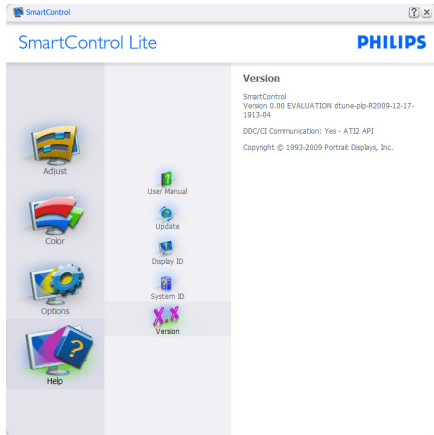 SmartControl
SmartControl Lite
PHILIPS
Adjust
Color
Options
Help
User Manual
Update
Display ID
System ID
X.X
Version
Version
SmartControl
Version 0.00 EVALUATION dtune-plp-R2009-12-17-
1913-04
DDC/CI Communication: Yes - ATI2 API
Copyright © 1993-2009 Portrait Displays, Inc.